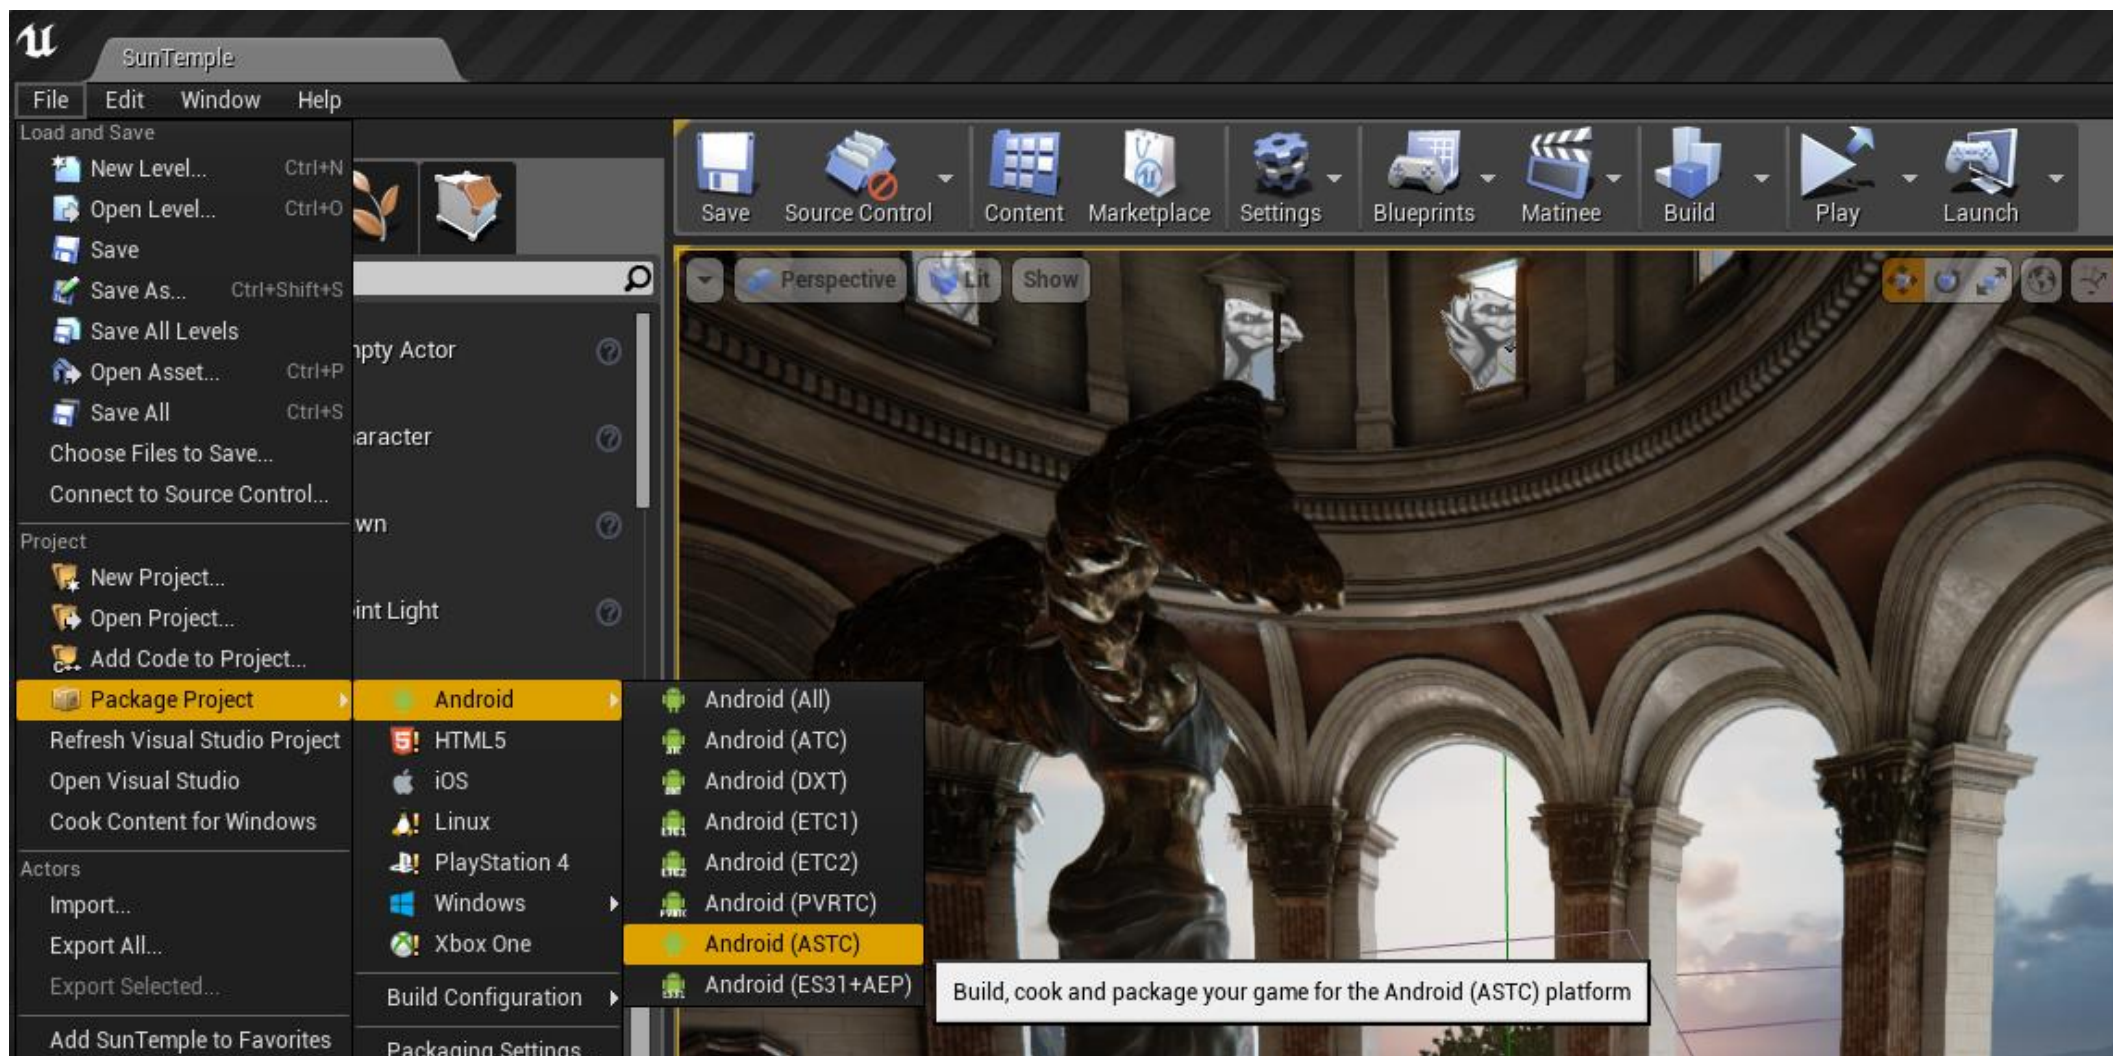 SunTemple
File Edit Window Help
Load and Save
New Level... Ctrl+N
Open Level... Ctrl+O
Save
Save As... Ctrl+Shift+S
Save All Levels
Open Asset... Ctrl+P
Save All Ctrl+S
Choose Files to Save...
Connect to Source Control...
Project
New Project...
Open Project...
Add Code to Project...
Package Project
Refresh Visual Studio Project
Open Visual Studio
Cook Content for Windows
Actors
Import...
Export All...
Export Selected...
Add SunTemple to Favorites
mpty Actor
aracter
wn
int Light
Android
HTML5
iOS
Linux
PlayStation 4
Windows
Xbox One
Build Configuration
Packaging Settings
Android (All)
Android (ATC)
Android (DXT)
Android (ETC1)
Android (ETC2)
Android (PVRTC)
Android (ASTC)
Android (ES31+AEP)
Build, cook and package your game for the Android (ASTC) platform
Save Source Control Content Marketplace Settings Blueprints Matinee Build Play Launch
Perspective Lit Show